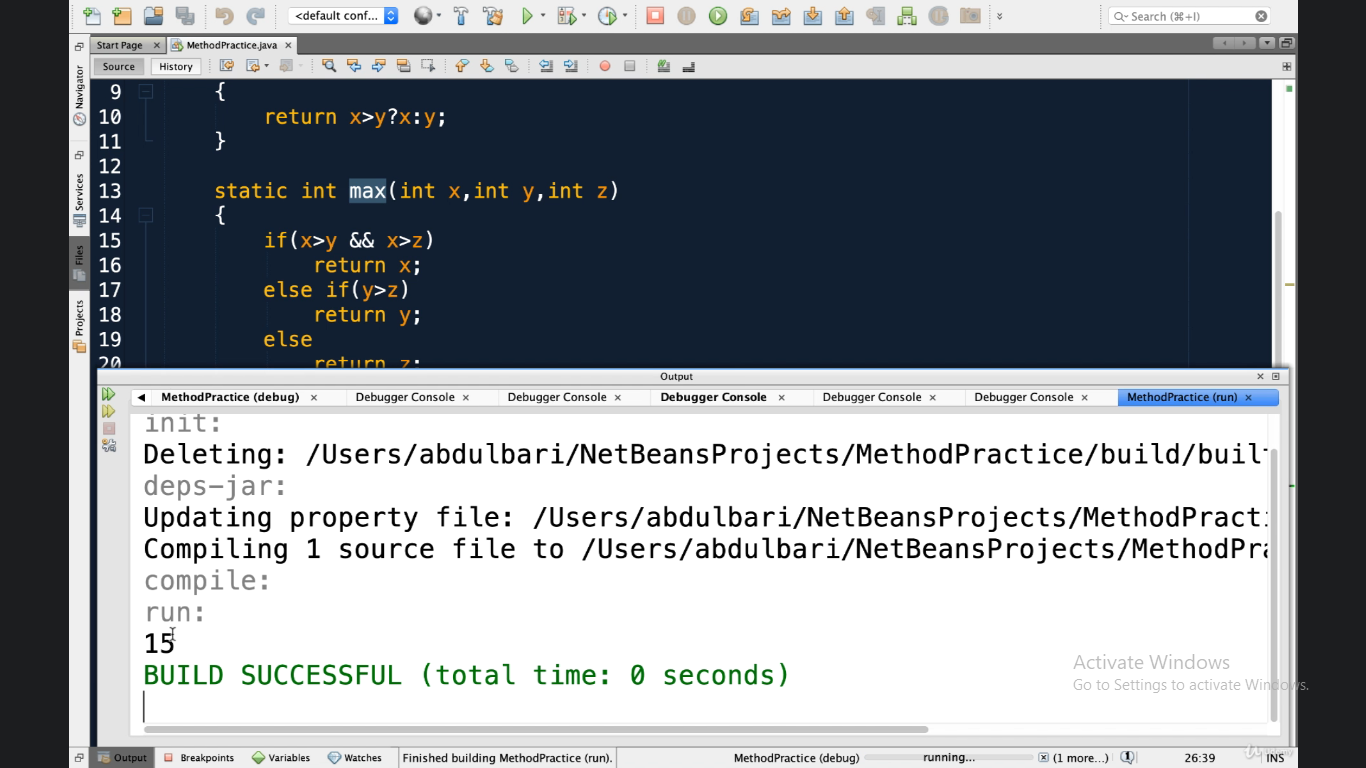 <default conf...
Search (⌘+I)
Start Page
MethodPractice.java
Source
History
Navigator
Services
Files
Projects
9 {
10 return x>y?x:y;
11 }
12
13 static int max(int x,int y,int z)
14 {
15 if(x>y && x>z)
16 return x;
17 else if(y>z)
18 return y;
19 else
20 return z;
Output
MethodPractice (debug)
Debugger Console
Debugger Console
Debugger Console
Debugger Console
Debugger Console
MethodPractice (run)
init:
Deleting: /Users/abdulbari/NetBeansProjects/MethodPractice/build/built
deps-jar:
Updating property file: /Users/abdulbari/NetBeansProjects/MethodPracti
Compiling 1 source file to /Users/abdulbari/NetBeansProjects/MethodPra
compile:
run:
15
BUILD SUCCESSFUL (total time: 0 seconds)
Activate Windows
Go to Settings to activate Windows.
Output
Breakpoints
Variables
Watches
Finished building MethodPractice (run).
MethodPractice (debug)
running...
(1 more...)
26:39
INS